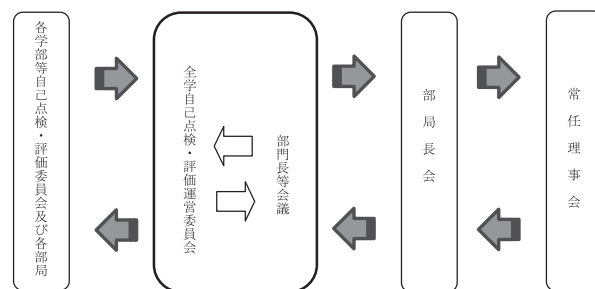 各学部等自己点検・評価委員会及び各部局
全学自己点検・評価運営委員会
部門長等会議
部局長会
常任理事会